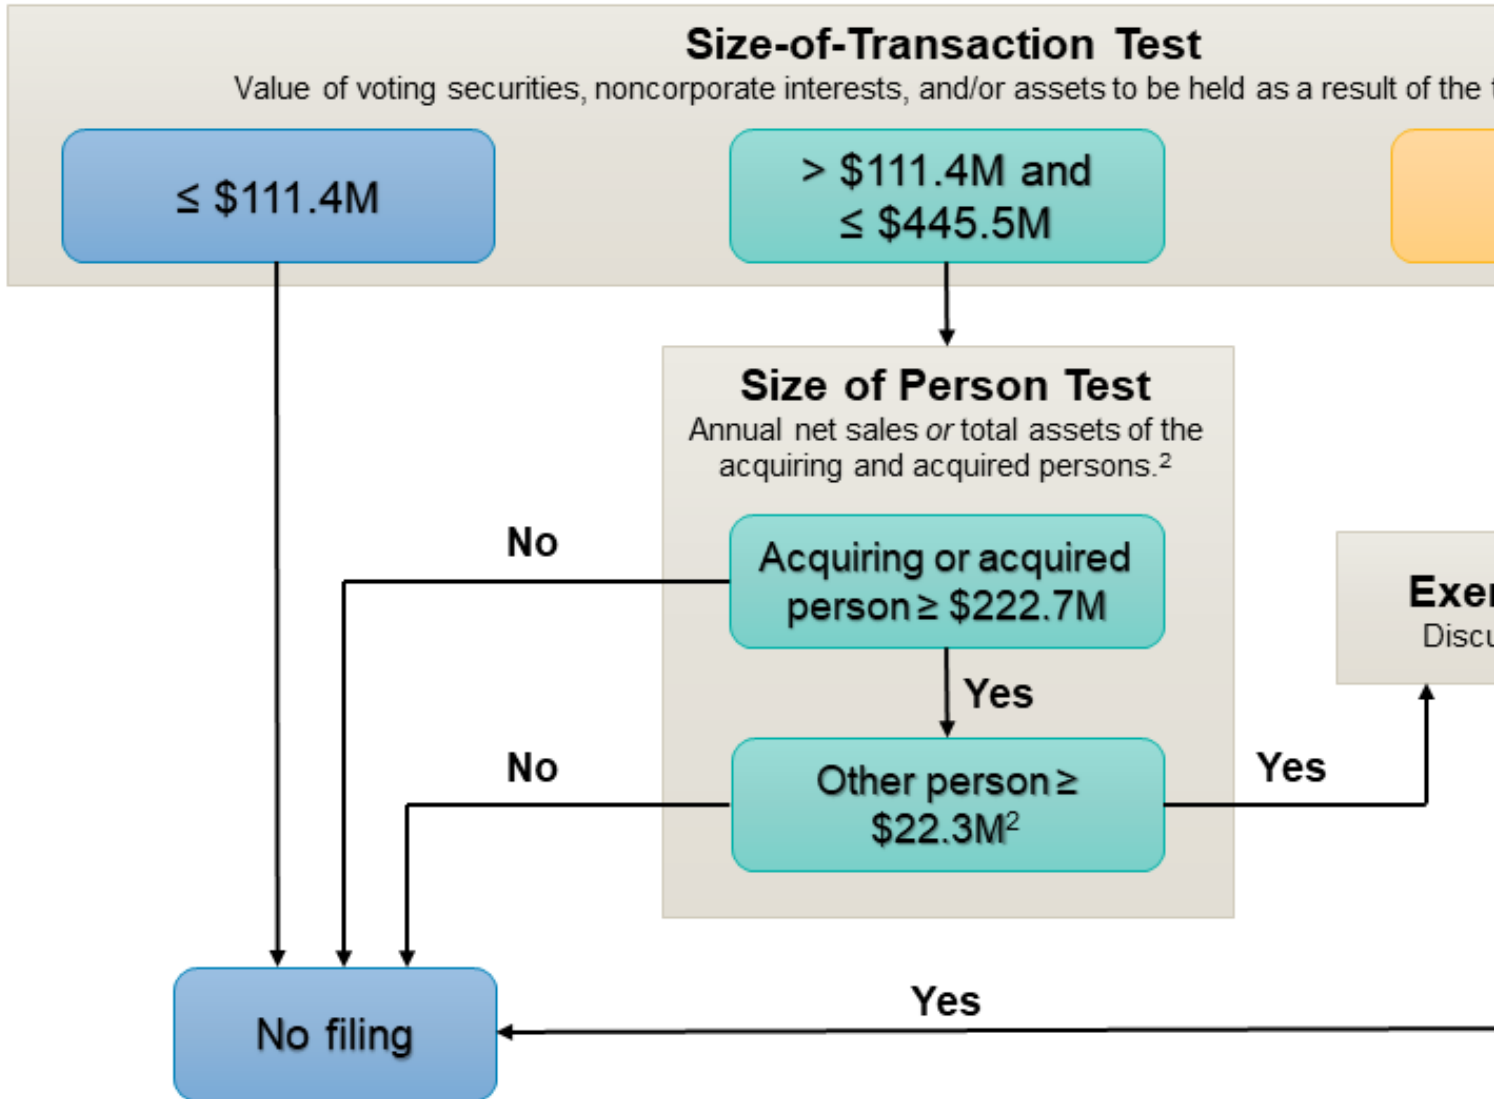 Size-of-Transaction Test
Value of voting securities, noncorporate interests, and/or assets to be held as a result of the
≤ $111.4M
> $111.4M and
≤ $445.5M
Size of Person Test
Annual net sales or total assets of the
acquiring and acquired persons.²
No
Acquiring or acquired
person ≥ $222.7M
Yes
No
Other person ≥
$22.3M²
Yes
Yes
No filing